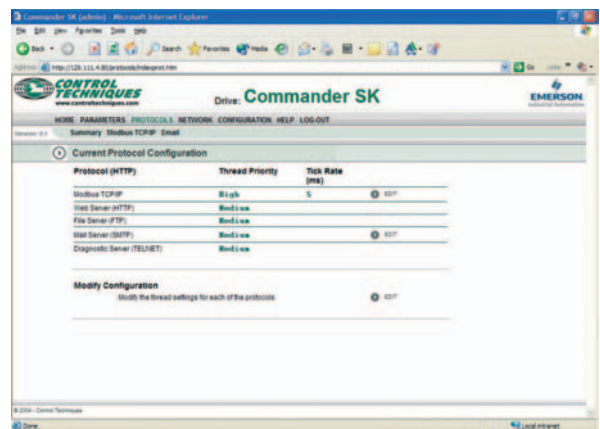 Commander SK (admin) - Microsoft Internet Explorer
File Edit View Favorites Tools Help
Back Search Favorites Media
Address http://128.111.4.80/protocols/indexprot.htm Go Links
CONTROL TECHNIQUES
www.controltechniques.com
Drive: Commander SK
EMERSON
Industrial Automation
HOME PARAMETERS PROTOCOLS NETWORK CONFIGURATION HELP LOG-OUT
Summary Modbus TCP/IP Email
Current Protocol Configuration
Protocol (HTTP) Thread Priority Tick Rate (ms)
Modbus TCP/IP High 5 EDIT
Web Server (HTTP) Medium
File Server (FTP) Medium
Mail Server (SMTP) Medium EDIT
Diagnostic Server (TELNET) Medium
Modify Configuration
Modify the thread settings for each of the protocols. EDIT
© 2004 - Control Techniques
Done Local intranet